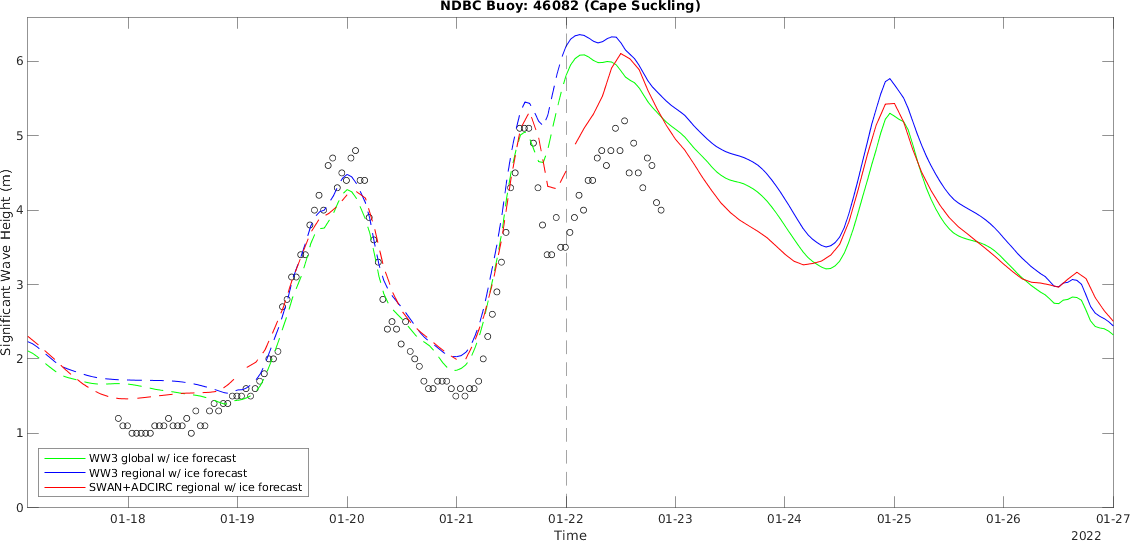 NDBC Buoy: 46082 (Cape Suckling)
Significant Wave Height (m)
6
5
4
3
2
1
0
WW3 global w/ ice forecast
WW3 regional w/ ice forecast
SWAN+ADCIRC regional w/ ice forecast
01-18 01-19 01-20 01-21 01-22 01-23 01-24 01-25 01-26 01-27
Time
2022